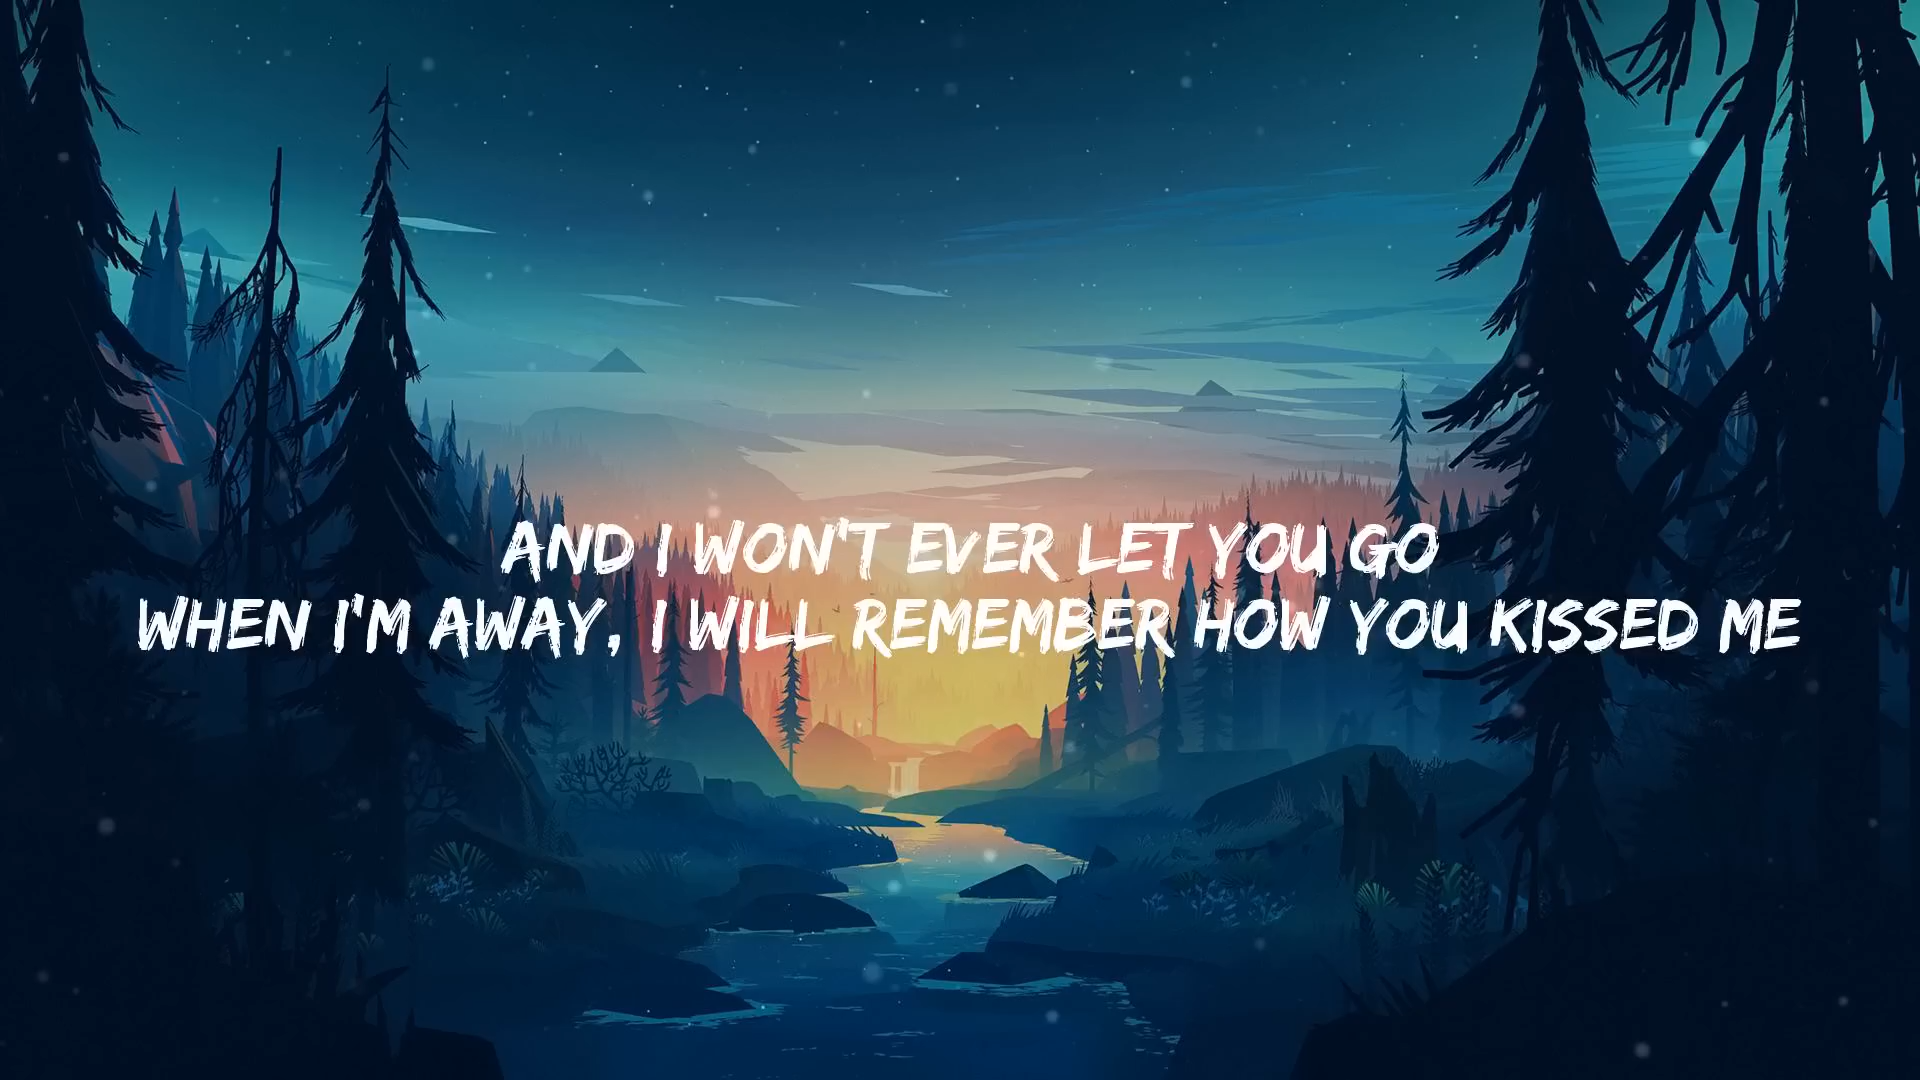 AND I WON'T EVER LET YOU GO
WHEN I'M AWAY, I WILL REMEMBER HOW YOU KISSED ME